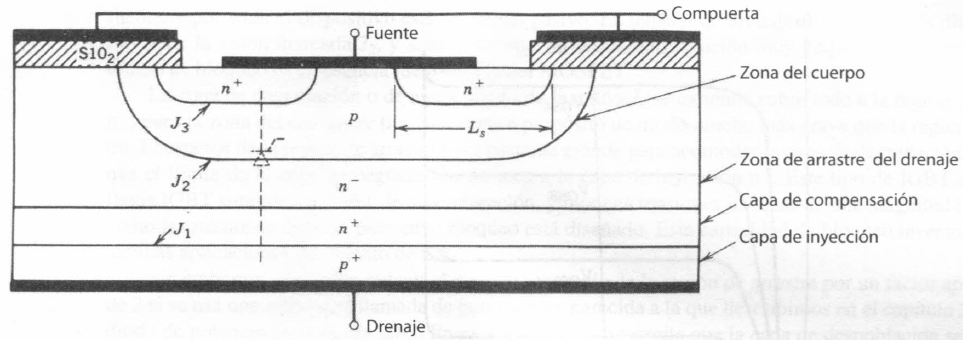 Compuerta
Fuente
S10₂
n⁺
n⁺
Zona del cuerpo
J₃
p
Lₛ
J₂
n⁻
Zona de arrastre del drenaje
Capa de compensación
J₁
n⁺
Capa de inyección
p⁺
Drenaje